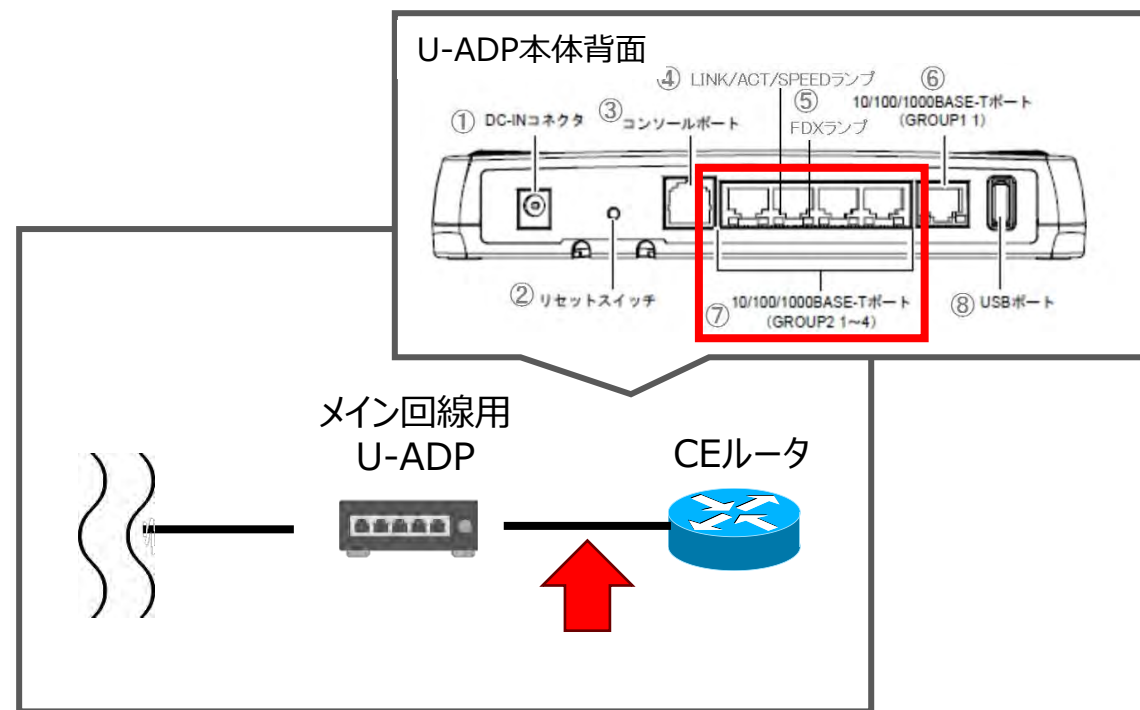 U-ADP本体背面
④ LINK/ACT/SPEEDランプ
⑥
10/100/1000BASE-Tポート
(GROUP1 1)
① DC-INコネクタ
③ コンソールポート
⑤
FDXランプ
② リセットスイッチ
⑦ 10/100/1000BASE-Tポート
(GROUP2 1～4)
⑧ USBポート
メイン回線用
U-ADP
CEルータ